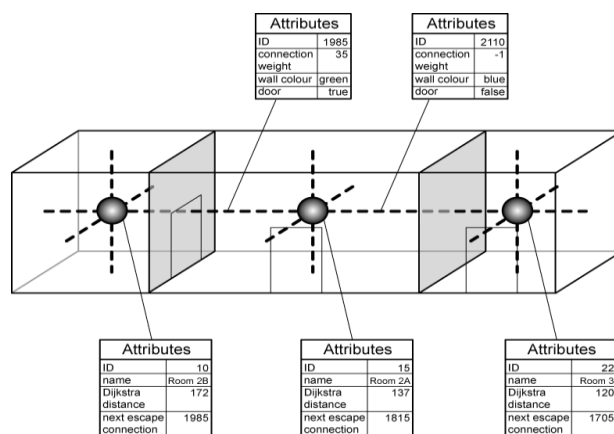 Attributes
ID 1985
connection 35
weight
wall colour green
door true
Attributes
ID 2110
connection -1
weight
wall colour blue
door false
Attributes
ID 10
name Room 2B
Dijkstra 172
distance
next escape 1985
connection
Attributes
ID 15
name Room 2A
Dijkstra 137
distance
next escape 1815
connection
Attributes
ID 22
name Room 3
Dijkstra 120
distance
next escape 1705
connection